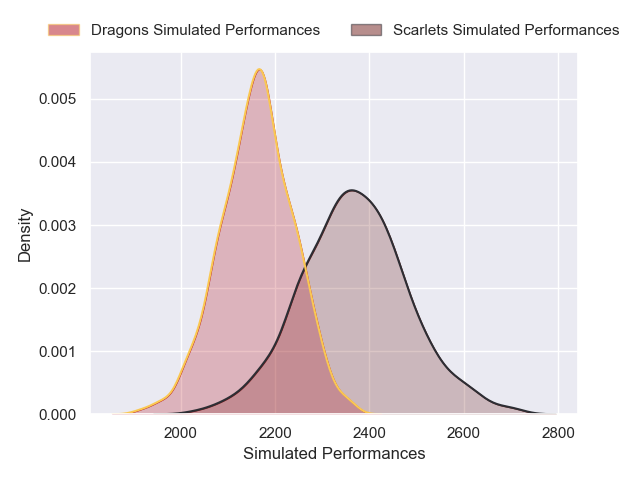 Dragons Simulated Performances
Scarlets Simulated Performances
0.005
0.004
0.003
0.002
0.001
0.000
Density
2000 2200 2400 2600 2800
Simulated Performances